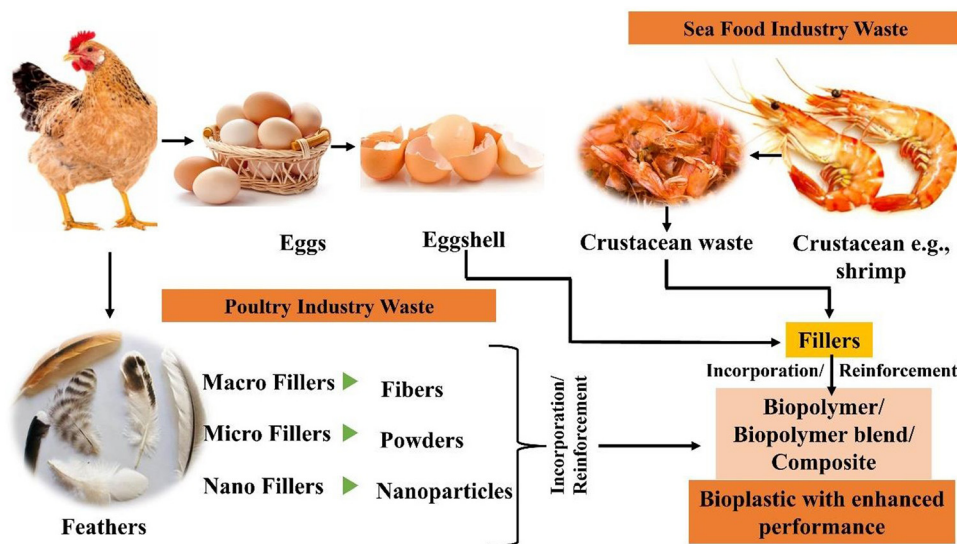 Sea Food Industry Waste
Eggs
Eggshell
Crustacean waste
Crustacean e.g.,
shrimp
Poultry Industry Waste
Fillers
Incorporation/
Reinforcement
Macro Fillers
Fibers
Micro Fillers
Powders
Nano Fillers
Nanoparticles
Incorporation/
Reinforcement
Biopolymer/
Biopolymer blend/
Composite
Bioplastic with enhanced
performance
Feathers